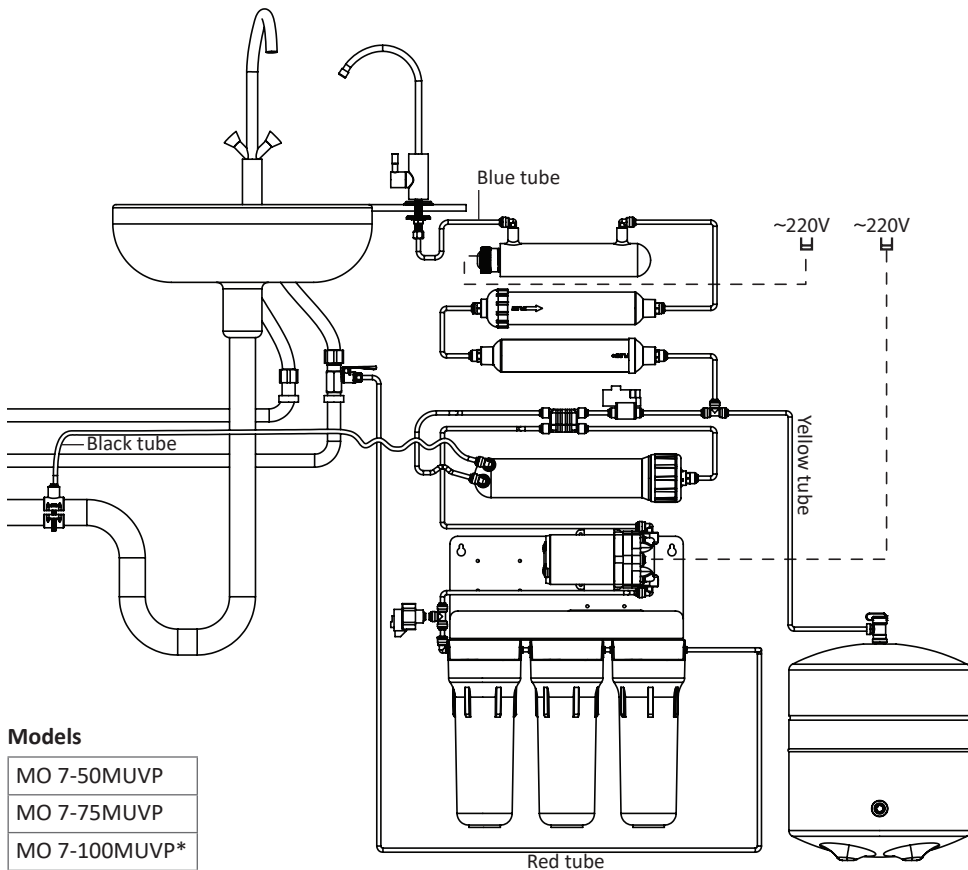 Blue tube
~220V
~220V
Black tube
Yellow tube
Models
MO 7-50MUVP
MO 7-75MUVP
MO 7-100MUVP*
Red tube